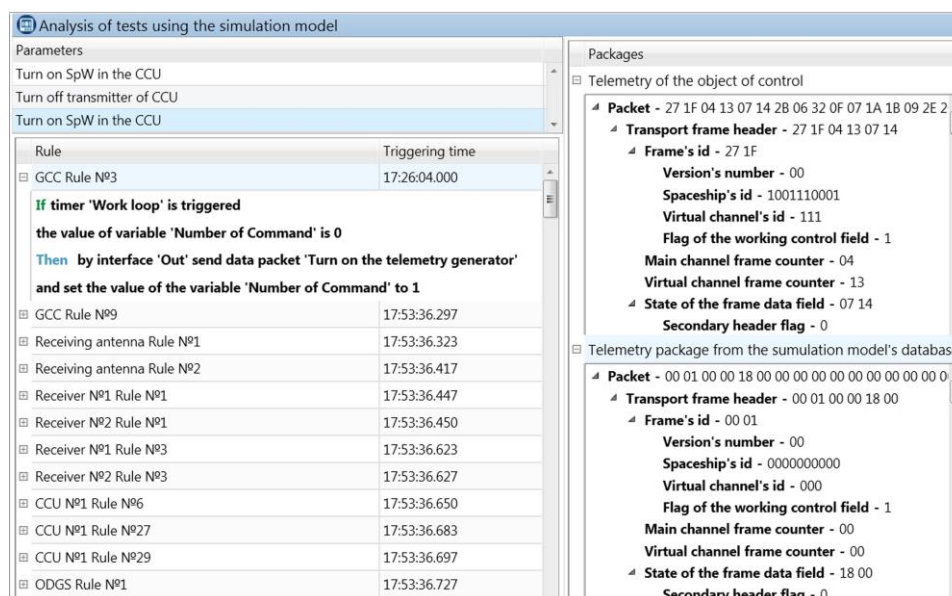 Analysis of tests using the simulation model
Parameters
Turn on SpW in the CCU
Turn off transmitter of CCU
Turn on SpW in the CCU
Rule Triggering time
GCC Rule №3 17:26:04.000
If timer 'Work loop' is triggered
the value of variable 'Number of Command' is 0
Then by interface 'Out' send data packet 'Turn on the telemetry generator'
and set the value of the variable 'Number of Command' to 1
GCC Rule №9 17:53:36.297
Receiving antenna Rule №1 17:53:36.323
Receiving antenna Rule №2 17:53:36.417
Receiver №1 Rule №1 17:53:36.447
Receiver №2 Rule №1 17:53:36.450
Receiver №1 Rule №3 17:53:36.623
Receiver №2 Rule №3 17:53:36.627
CCU №1 Rule №6 17:53:36.650
CCU №1 Rule №27 17:53:36.683
CCU №1 Rule №29 17:53:36.697
ODGS Rule №1 17:53:36.727
Packages
Telemetry of the object of control
Packet - 27 1F 04 13 07 14 2B 06 32 0F 07 1A 1B 09 2E 2
Transport frame header - 27 1F 04 13 07 14
Frame's id - 27 1F
Version's number - 00
Spaceship's id - 1001110001
Virtual channel's id - 111
Flag of the working control field - 1
Main channel frame counter - 04
Virtual channel frame counter - 13
State of the frame data field - 07 14
Secondary header flag - 0
Telemetry package from the sumulation model's databas
Packet - 00 01 00 00 18 00 00 00 00 00 00 00 00 00 00 0
Transport frame header - 00 01 00 00 18 00
Frame's id - 00 01
Version's number - 00
Spaceship's id - 0000000000
Virtual channel's id - 000
Flag of the working control field - 1
Main channel frame counter - 00
Virtual channel frame counter - 00
State of the frame data field - 18 00
Secondary header flag - 0